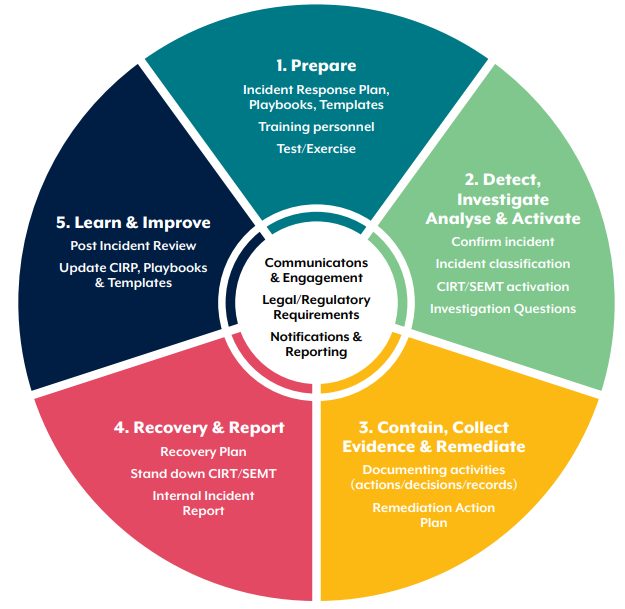 1. Prepare
Incident Response Plan,
Playbooks, Templates
Training personnel
Test/Exercise
2. Detect,
Investigate
Analyse & Activate
Confirm incident
Incident classification
CIRT/SEMT activation
Investigation Questions
3. Contain, Collect
Evidence & Remediate
Documenting activities
(actions/decisions/records)
Remediation Action
Plan
4. Recovery & Report
Recovery Plan
Stand down CIRT/SEMT
Internal Incident
Report
5. Learn & Improve
Post Incident Review
Update CIRP, Playbooks
& Templates
Communicatons
& Engagement
Legal/Regulatory
Requirements
Notifications &
Reporting